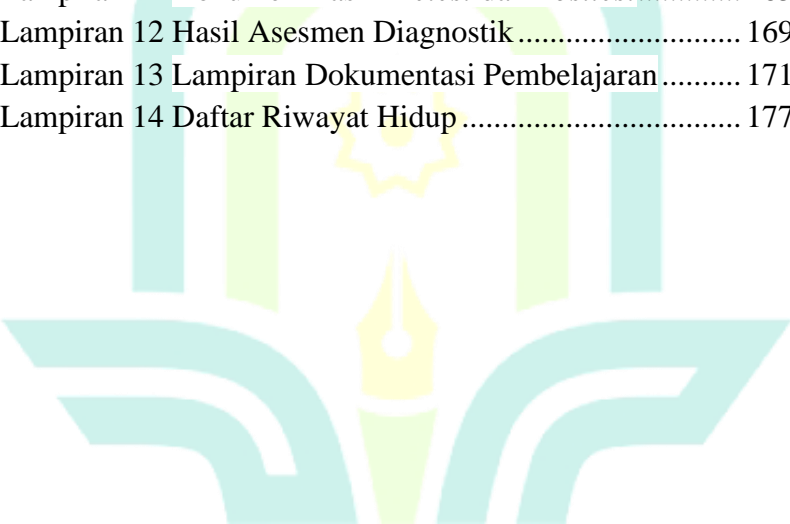 Lampiran 12 Hasil Asesmen Diagnostik............................ 169
Lampiran 13 Lampiran Dokumentasi Pembelajaran.......... 171
Lampiran 14 Daftar Riwayat Hidup.................................. 177